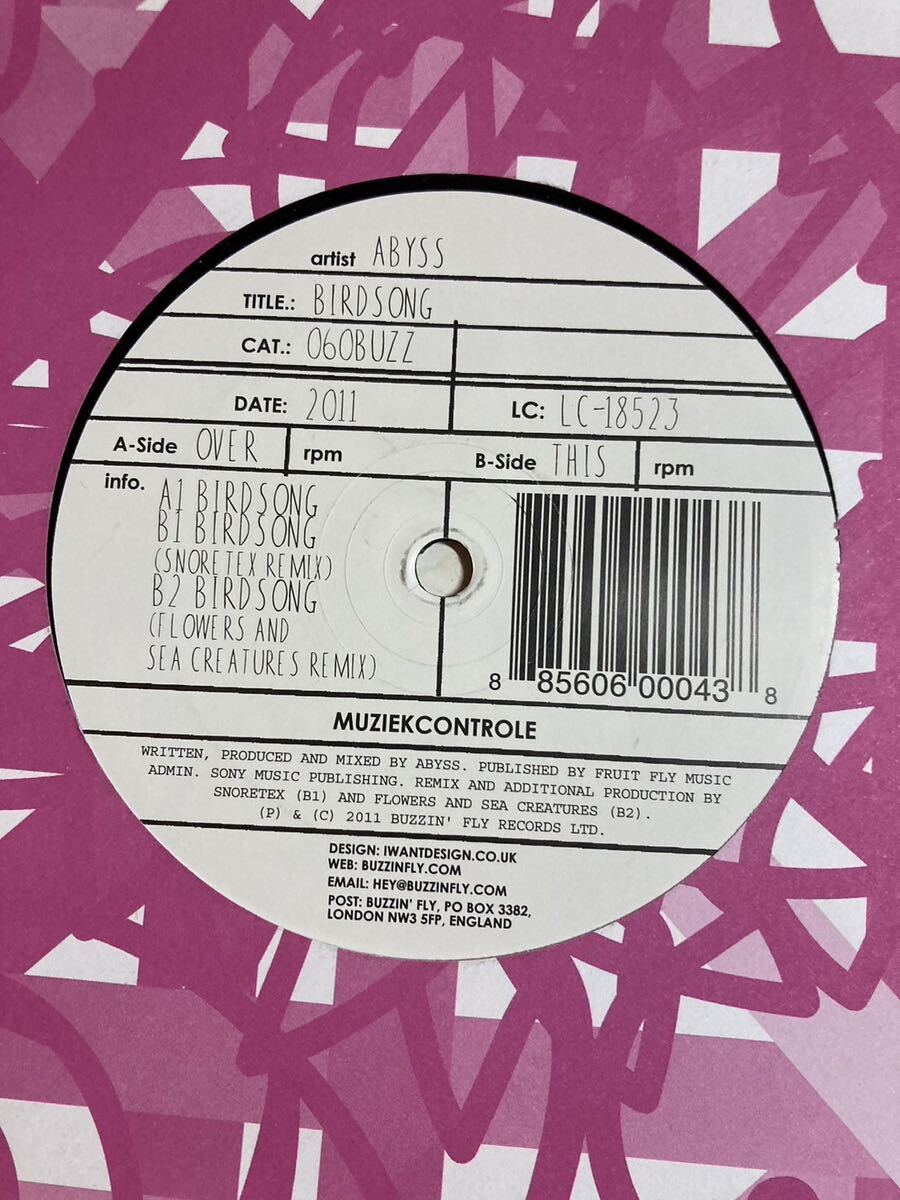 artist ABYSS
TITLE.: BIRDSONG
CAT.: 060BUZZ
DATE: 2011
LC: LC-18523
A-Side OVER rpm
B-Side THIS rpm
info. A1 BIRDSONG
B1 BIRDSONG
(SNORETEX REMIX)
B2 BIRDSONG
(FLOWERS AND
SEA CREATURES REMIX)
8 85606 00043 8
MUZIEKCONTROLE
WRITTEN, PRODUCED AND MIXED BY ABYSS. PUBLISHED BY FRUIT FLY MUSIC
ADMIN. SONY MUSIC PUBLISHING. REMIX AND ADDITIONAL PRODUCTION BY
SNORETEX (B1) AND FLOWERS AND SEA CREATURES (B2).
(P) & (C) 2011 BUZZIN' FLY RECORDS LTD.
DESIGN: IWANTDESIGN.CO.UK
WEB: BUZZINFLY.COM
EMAIL: HEY@BUZZINFLY.COM
POST: BUZZIN' FLY, PO BOX 3382,
LONDON NW3 5FP, ENGLAND